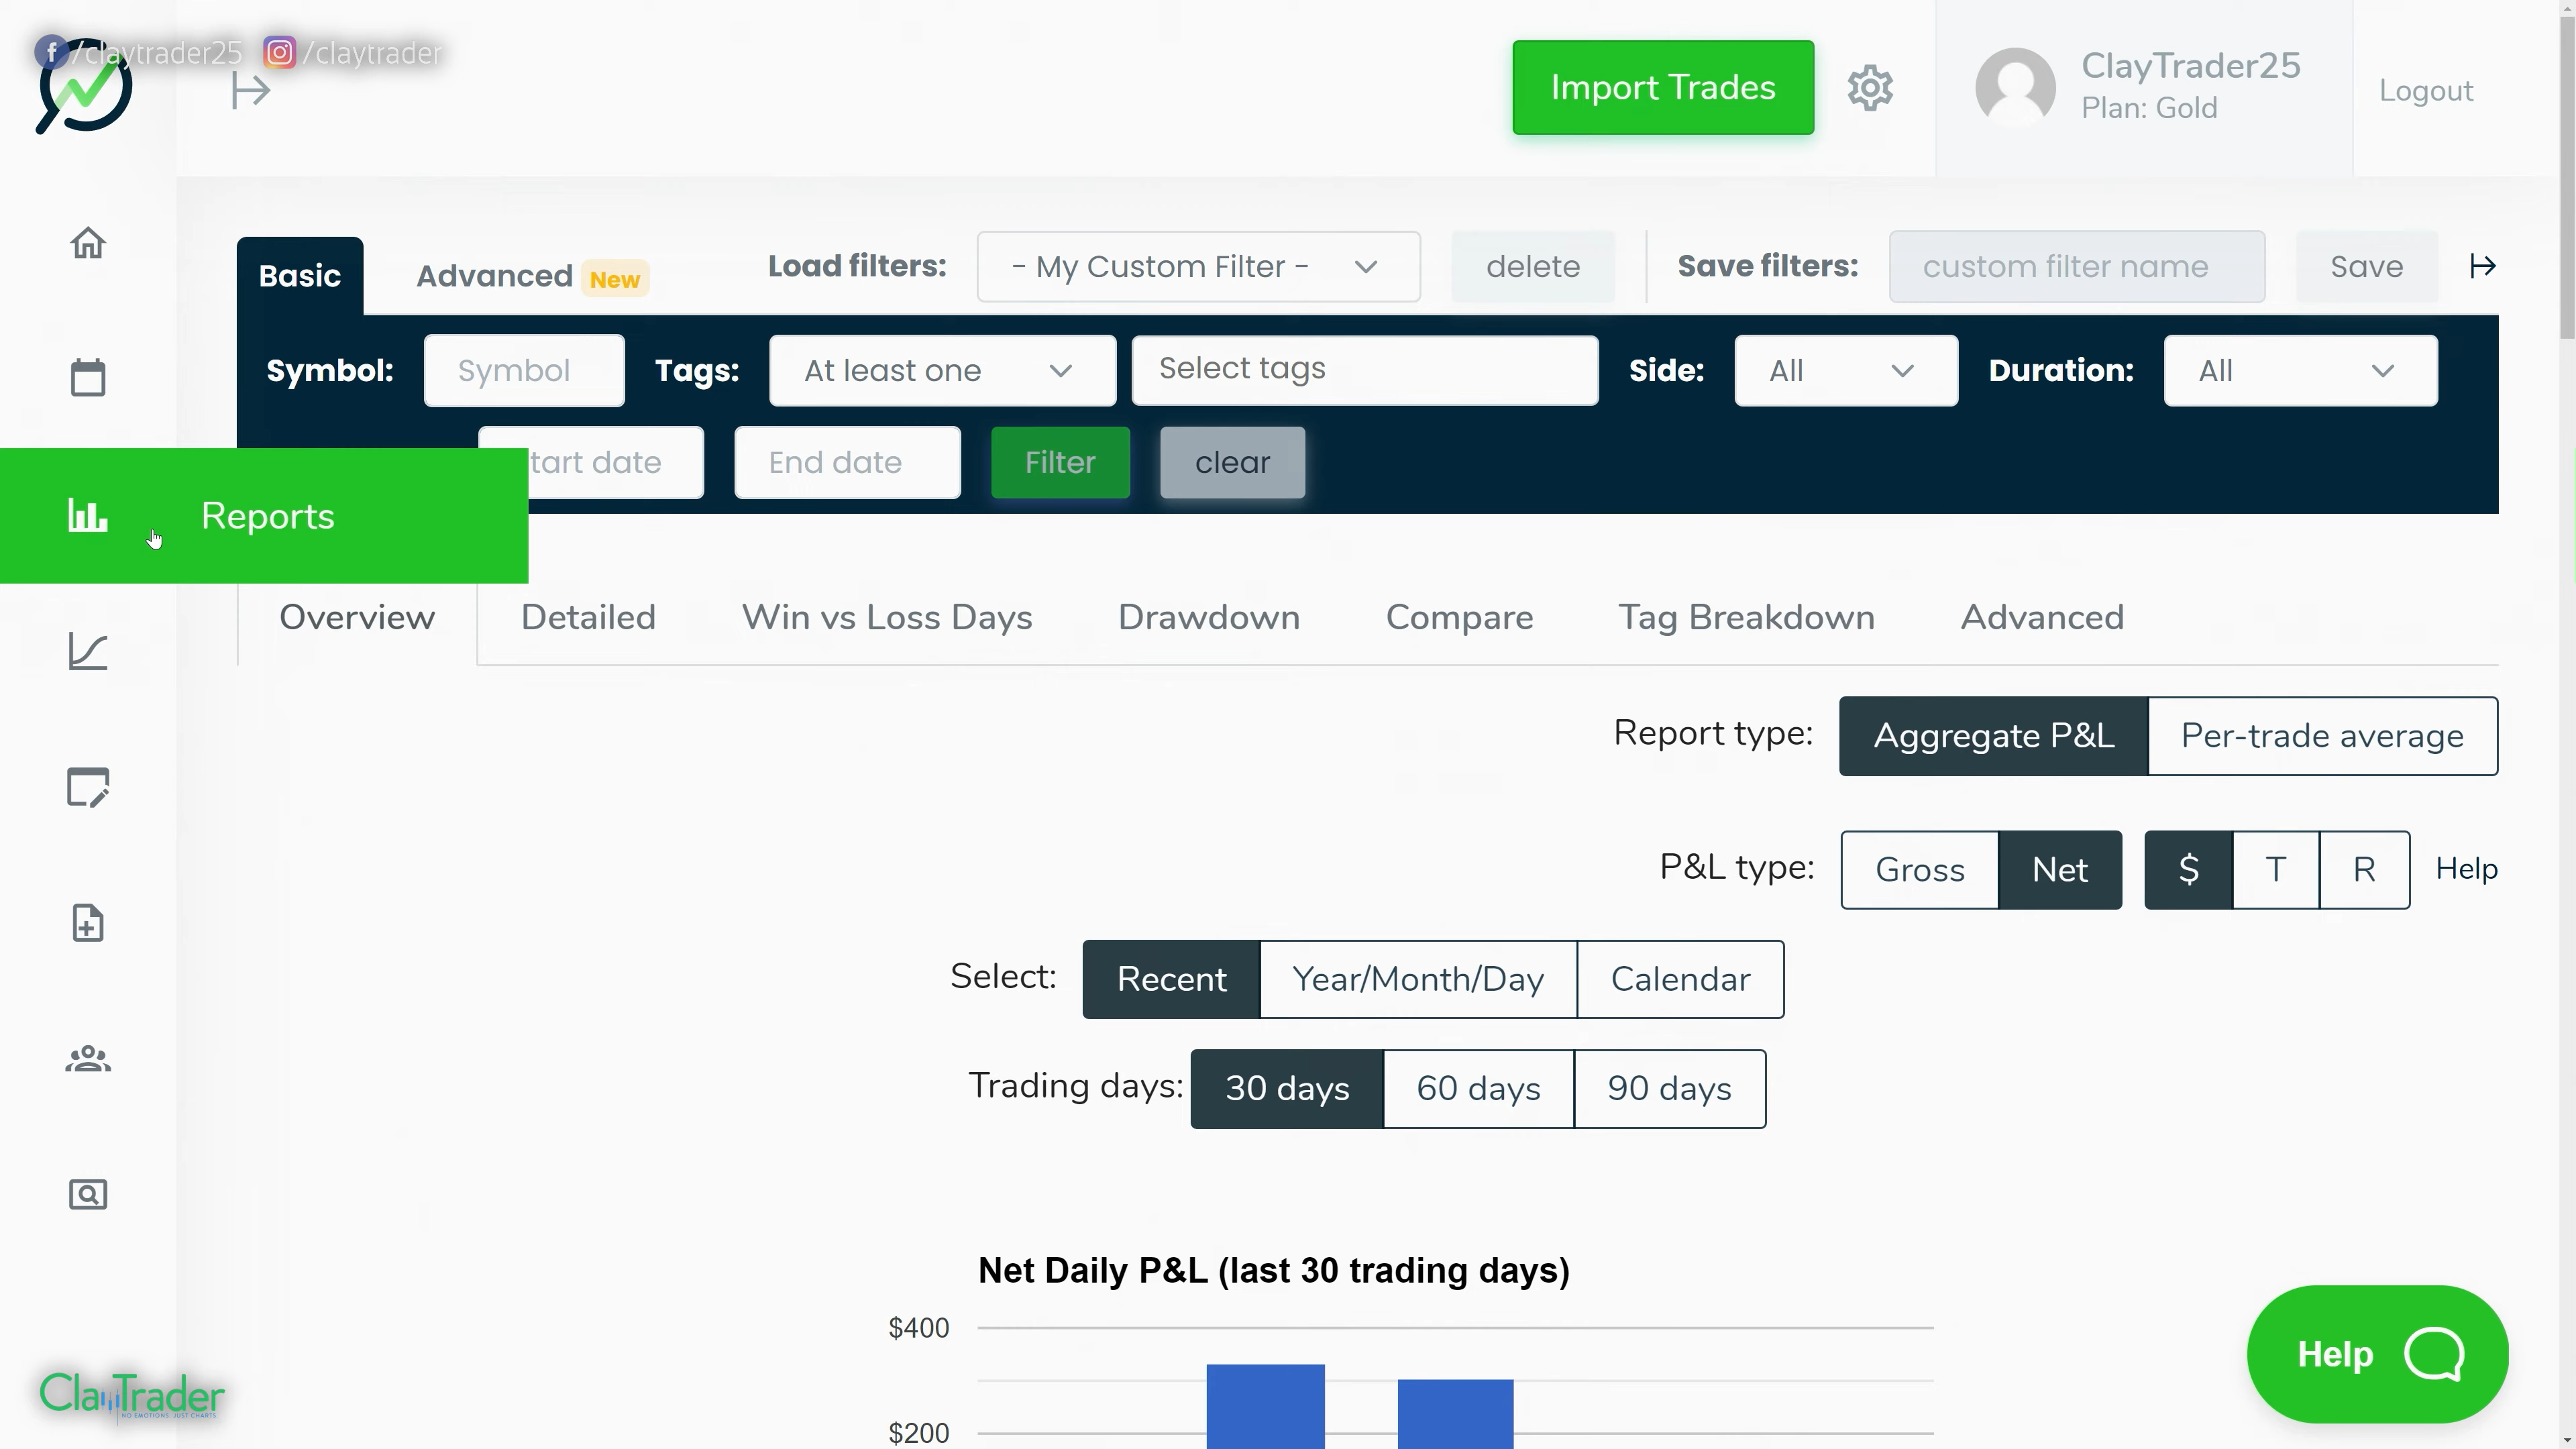 /claytrader25 /claytrader
Import Trades
ClayTrader25
Plan: Gold
Logout
Basic
Advanced New
Load filters: - My Custom Filter - delete
Save filters: custom filter name Save
Symbol: Symbol Tags: At least one Select tags Side: All Duration: All
tart date End date Filter clear
Reports
Overview Detailed Win vs Loss Days Drawdown Compare Tag Breakdown Advanced
Report type: Aggregate P&L Per-trade average
P&L type: Gross Net $ T R Help
Select: Recent Year/Month/Day Calendar
Trading days: 30 days 60 days 90 days
Net Daily P&L (last 30 trading days)
$400
$200
Help
ClayTrader
NO EMOTIONS. JUST CHARTS.